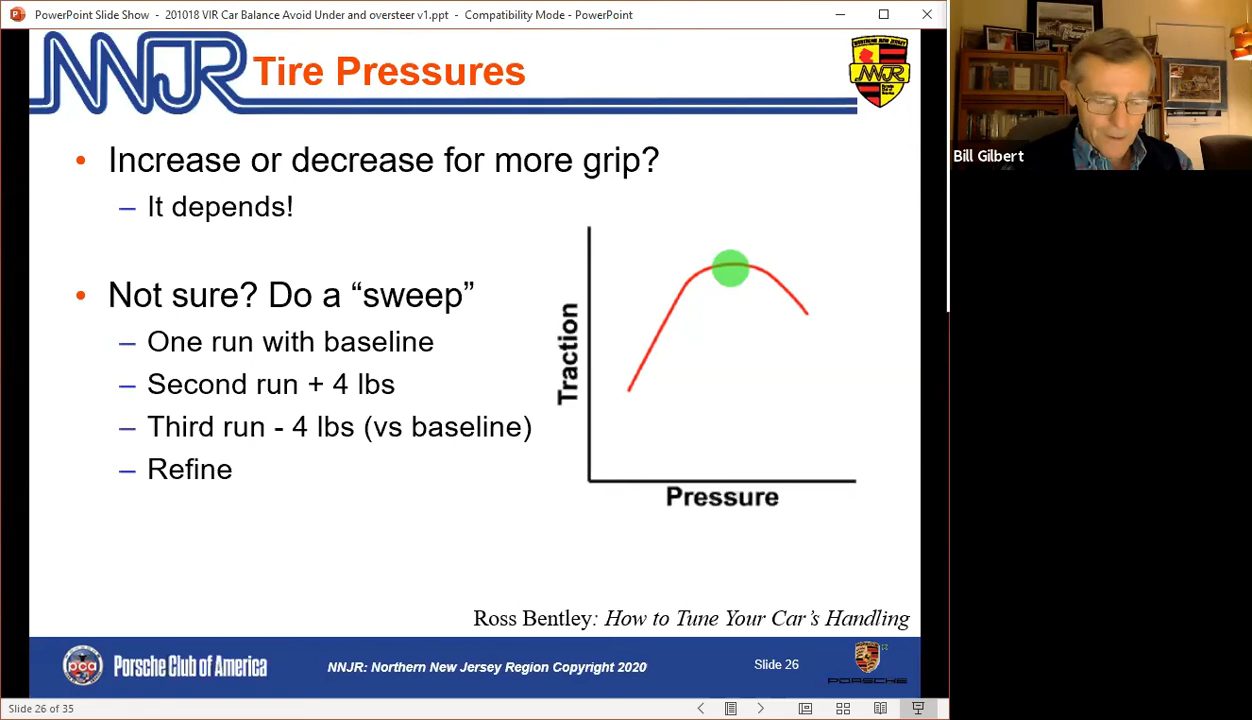 PowerPoint Slide Show - 201018 VIR Car Balance Avoid Under and oversteer v1.ppt - Compatibility Mode - PowerPoint
NNJR
Tire Pressures
NNJR
Bill Gilbert
• Increase or decrease for more grip?
– It depends!
• Not sure? Do a “sweep”
– One run with baseline
– Second run + 4 lbs
– Third run - 4 lbs (vs baseline)
– Refine
Traction
Pressure
Ross Bentley: How to Tune Your Car’s Handling
pca
Porsche Club of America
NNJR: Northern New Jersey Region Copyright 2020
Slide 26
PORSCHE
Slide 26 of 35